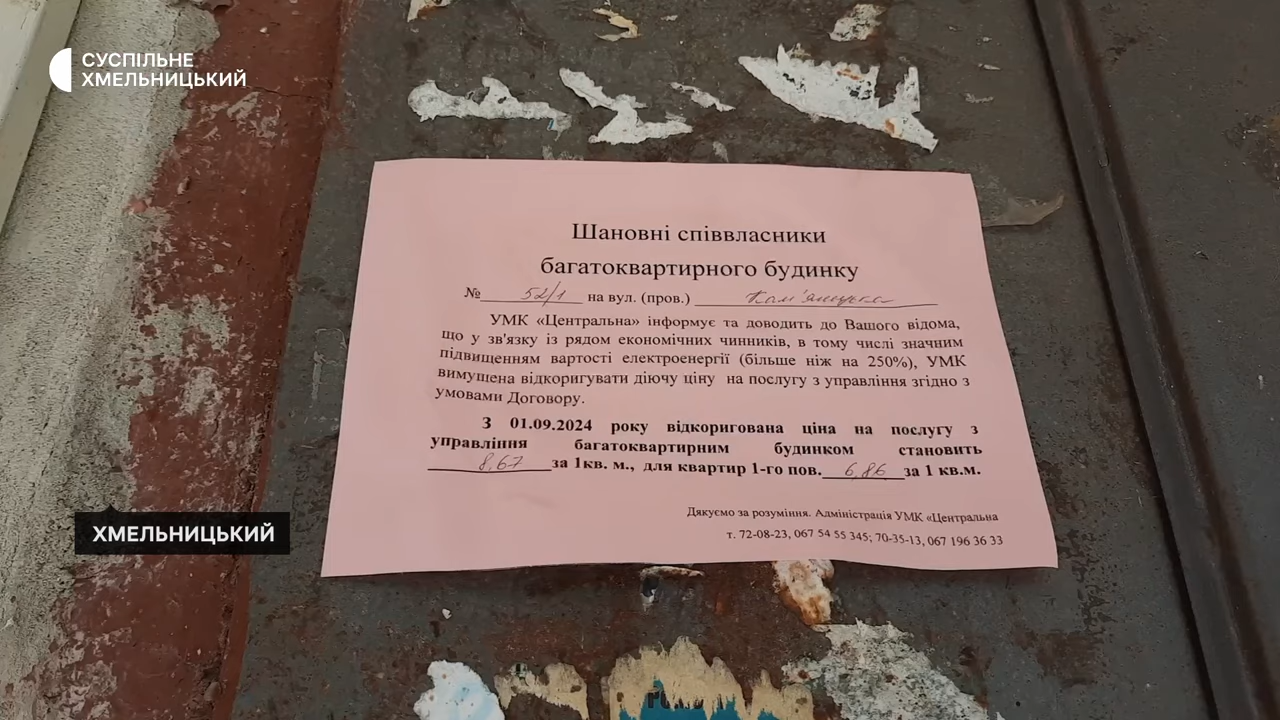 СУСПІЛЬНЕ
ХМЕЛЬНИЦЬКИЙ
Шановні співвласники
багатоквартирного будинку
№ 52/1 на вул. (пров.) Кам'янецька
УМК «Центральна» інформує та доводить до Вашого відома,
що у зв'язку із рядом економічних чинників, в тому числі значним
підвищенням вартості електроенергії (більше ніж на 250%), УМК
вимушена відкоригувати діючу ціну на послугу з управління згідно з
умовами Договору.
З 01.09.2024 року відкоригована ціна на послугу з
управління багатоквартирним будинком становить
8,67 за 1кв. м., для квартир 1-го пов. 6,86 за 1 кв.м.
Дякуємо за розуміння. Адміністрація УМК «Центральна
т. 72-08-23, 067 54 55 345; 70-35-13, 067 196 36 33
ХМЕЛЬНИЦЬКИЙ